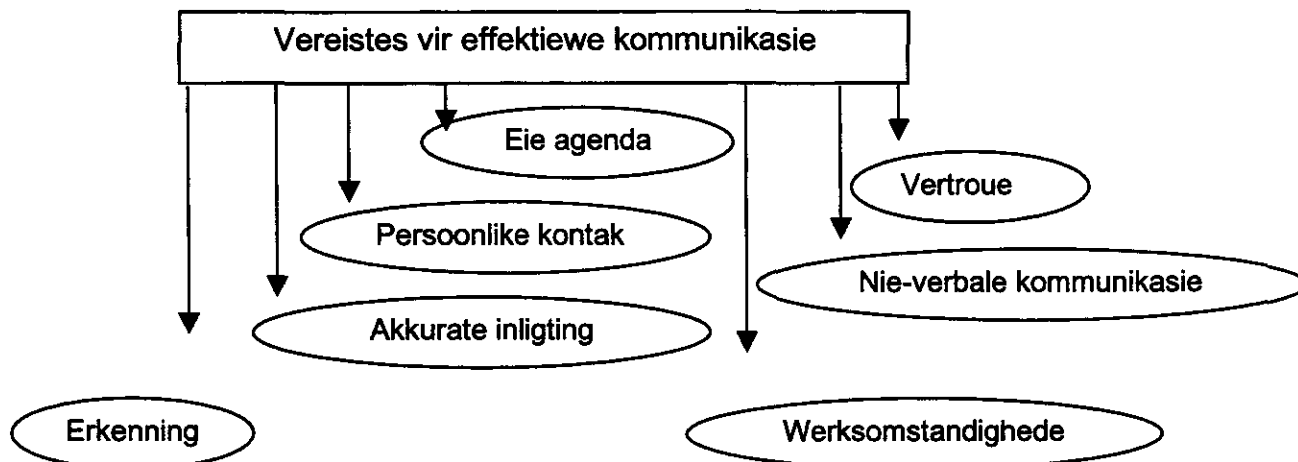 Vereistes vir effektiewe kommunikasie
Eie agenda
Vertroue
Persoonlike kontak
Nie-verbale kommunikasie
Akkurate inligting
Erkenning
Werksomstandighede